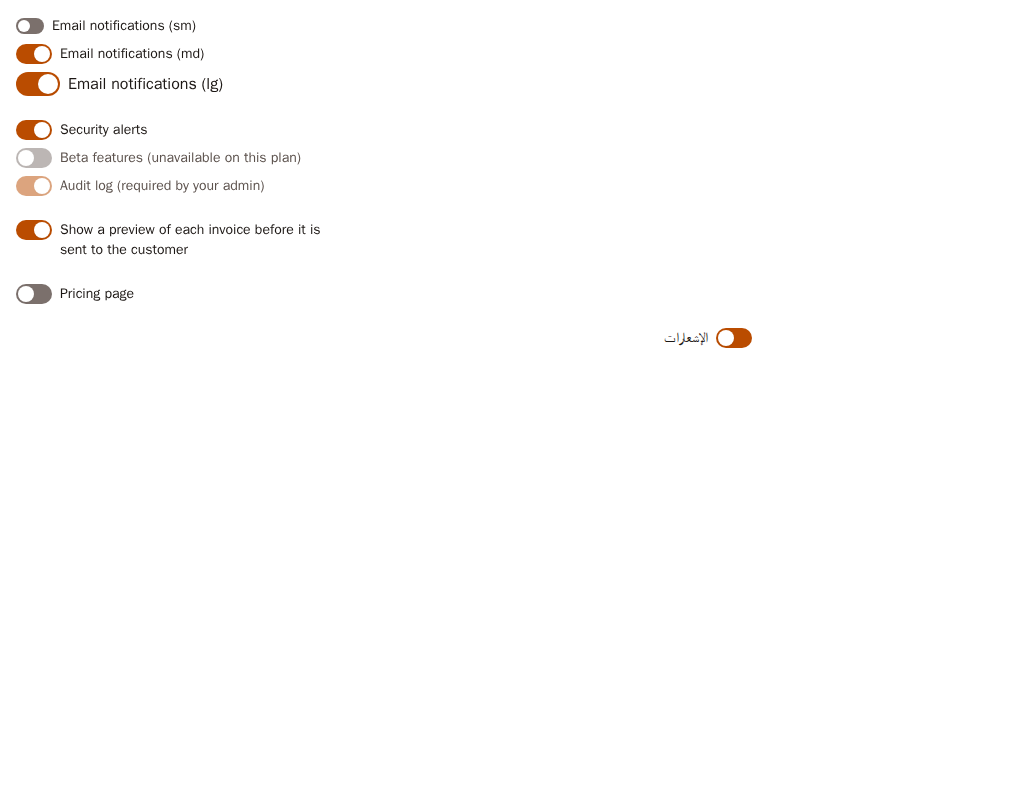 Email notifications (sm)
Email notifications (md)
Email notifications (lg)
Security alerts
Beta features (unavailable on this plan)
Audit log (required by your admin)
Show a preview of each invoice before it is
sent to the customer
Pricing page
الإشعارات